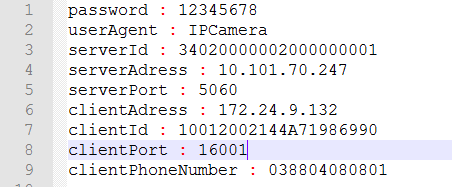 1 password : 12345678
2 userAgent : IPCamera
3 serverId : 34020000002000000001
4 serverAdress : 10.101.70.247
5 serverPort : 5060
6 clientAdress : 172.24.9.132
7 clientId : 10012002144A71986990
8 clientPort : 16001
9 clientPhoneNumber : 038804080801